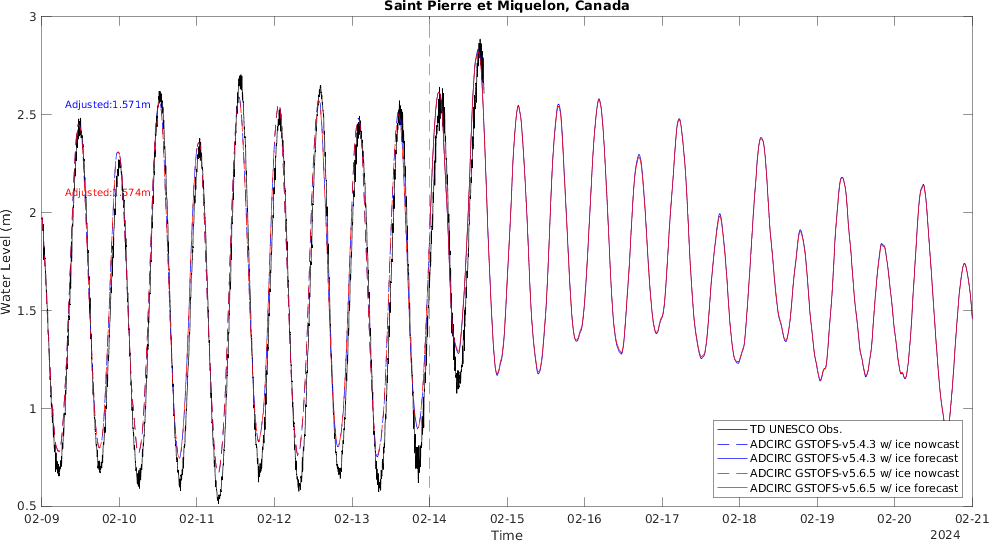 Saint Pierre et Miquelon, Canada
3
2.5
2
1.5
1
0.5
Water Level (m)
Adjusted:1.571m
Adjusted:1.574m
TD UNESCO Obs.
ADCIRC GSTOFS-v5.4.3 w/ ice nowcast
ADCIRC GSTOFS-v5.4.3 w/ ice forecast
ADCIRC GSTOFS-v5.6.5 w/ ice nowcast
ADCIRC GSTOFS-v5.6.5 w/ ice forecast
02-09 02-10 02-11 02-12 02-13 02-14 02-15 02-16 02-17 02-18 02-19 02-20 02-21
Time
2024